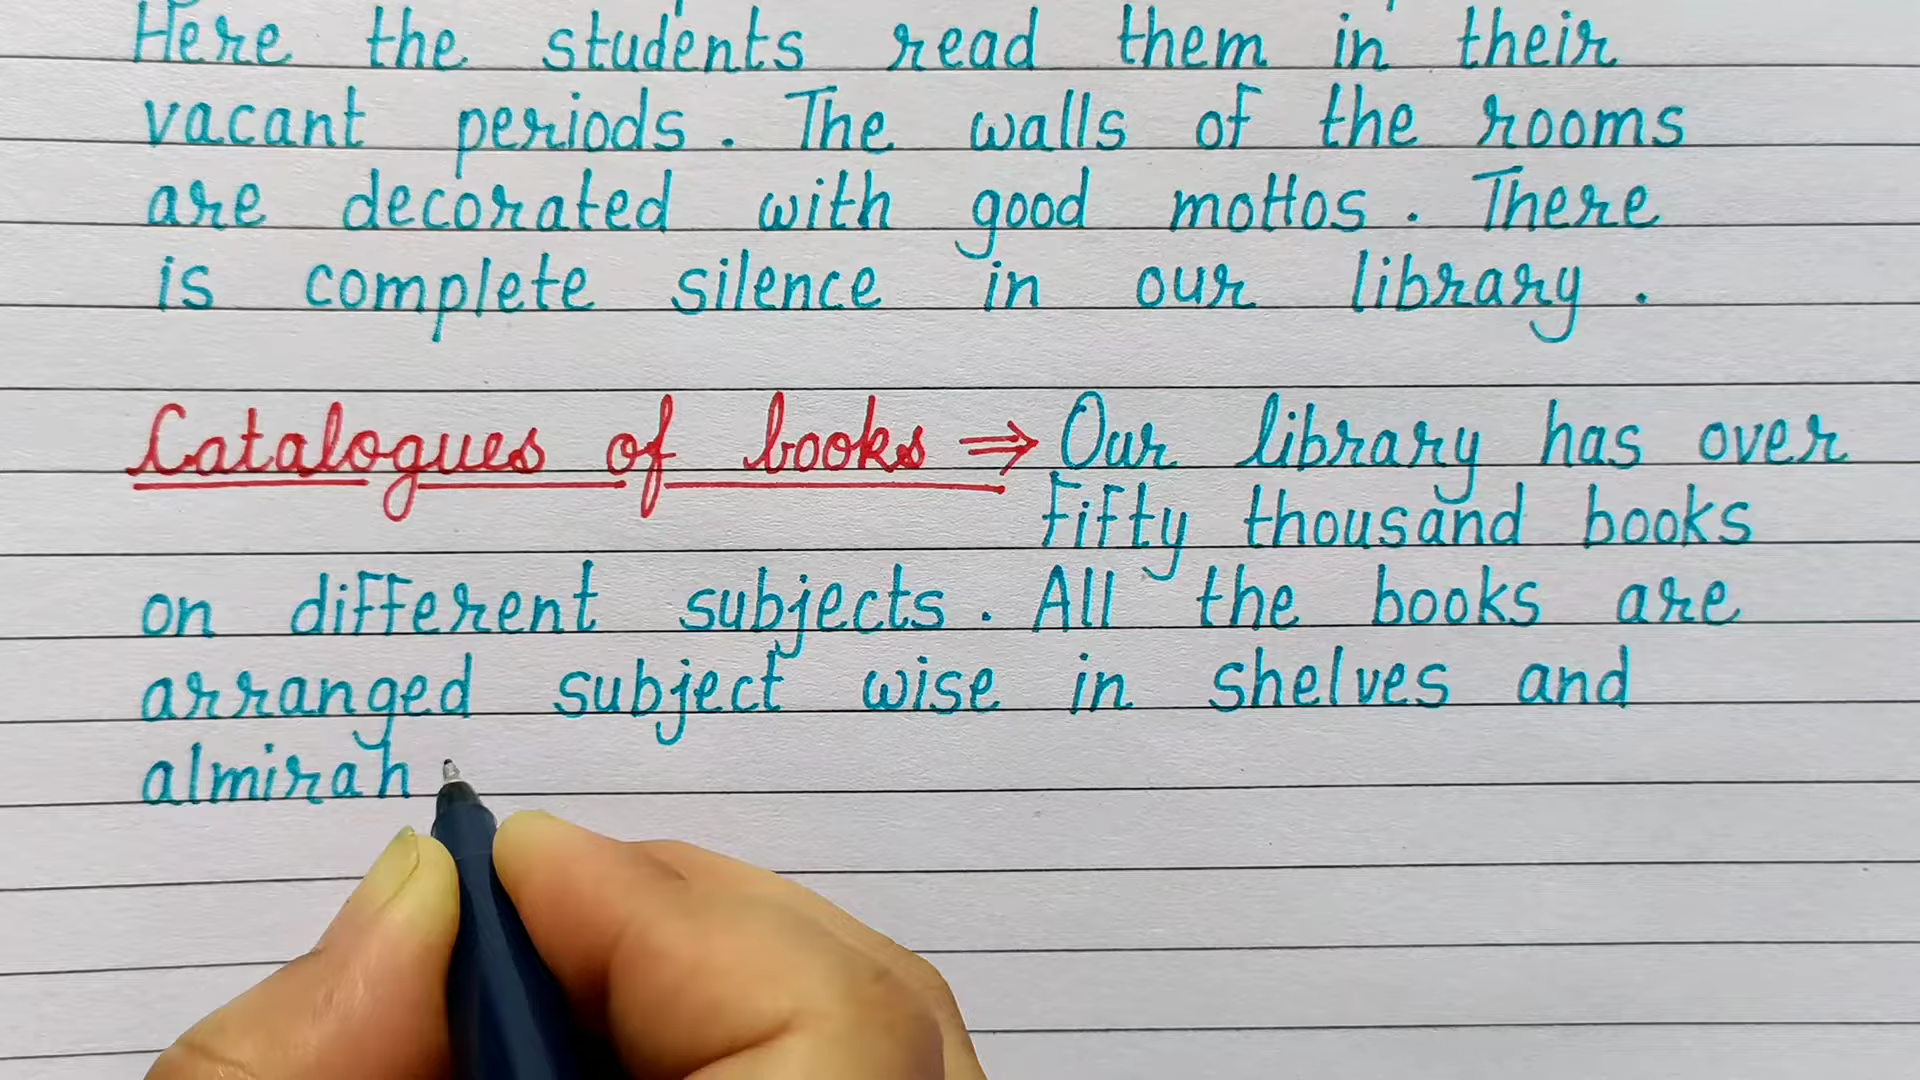 Here the students read them in their
vacant periods. The walls of the rooms
are decorated with good mottos. There
is complete silence in our library.
Catalogues of books ⇒ Our library has over
fifty thousand books
on different subjects. All the books are
arranged subject wise in shelves and
almirah